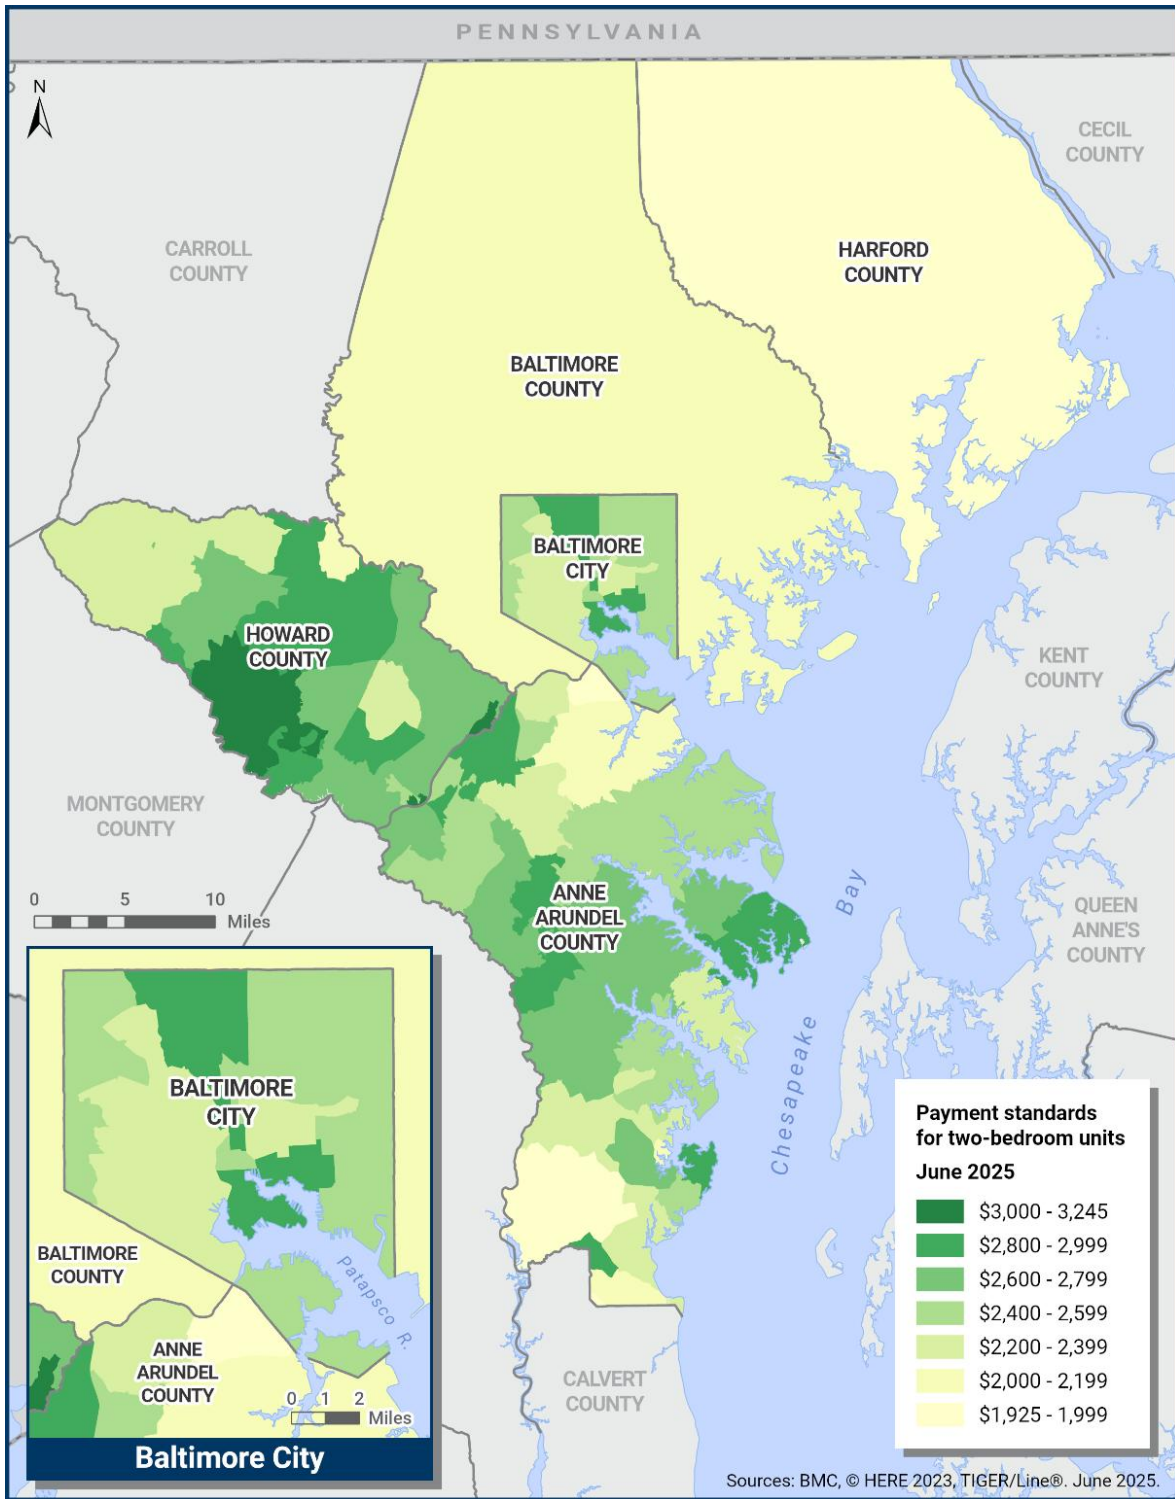 PENNSYLVANIA
N
CECIL
COUNTY
CARROLL
COUNTY
HARFORD
COUNTY
BALTIMORE
COUNTY
BALTIMORE
CITY
HOWARD
COUNTY
KENT
COUNTY
MONTGOMERY
COUNTY
0 5 10
Miles
ANNE
ARUNDEL
COUNTY
Chesapeake Bay
QUEEN
ANNE'S
COUNTY
BALTIMORE
CITY
BALTIMORE
COUNTY
Patapsco R.
ANNE
ARUNDEL
COUNTY
0 1 2
Miles
Baltimore City
CALVERT
COUNTY
Payment standards
for two-bedroom units
June 2025
$3,000 - 3,245
$2,800 - 2,999
$2,600 - 2,799
$2,400 - 2,599
$2,200 - 2,399
$2,000 - 2,199
$1,925 - 1,999
Sources: BMC, © HERE 2023, TIGER/Line®. June 2025.